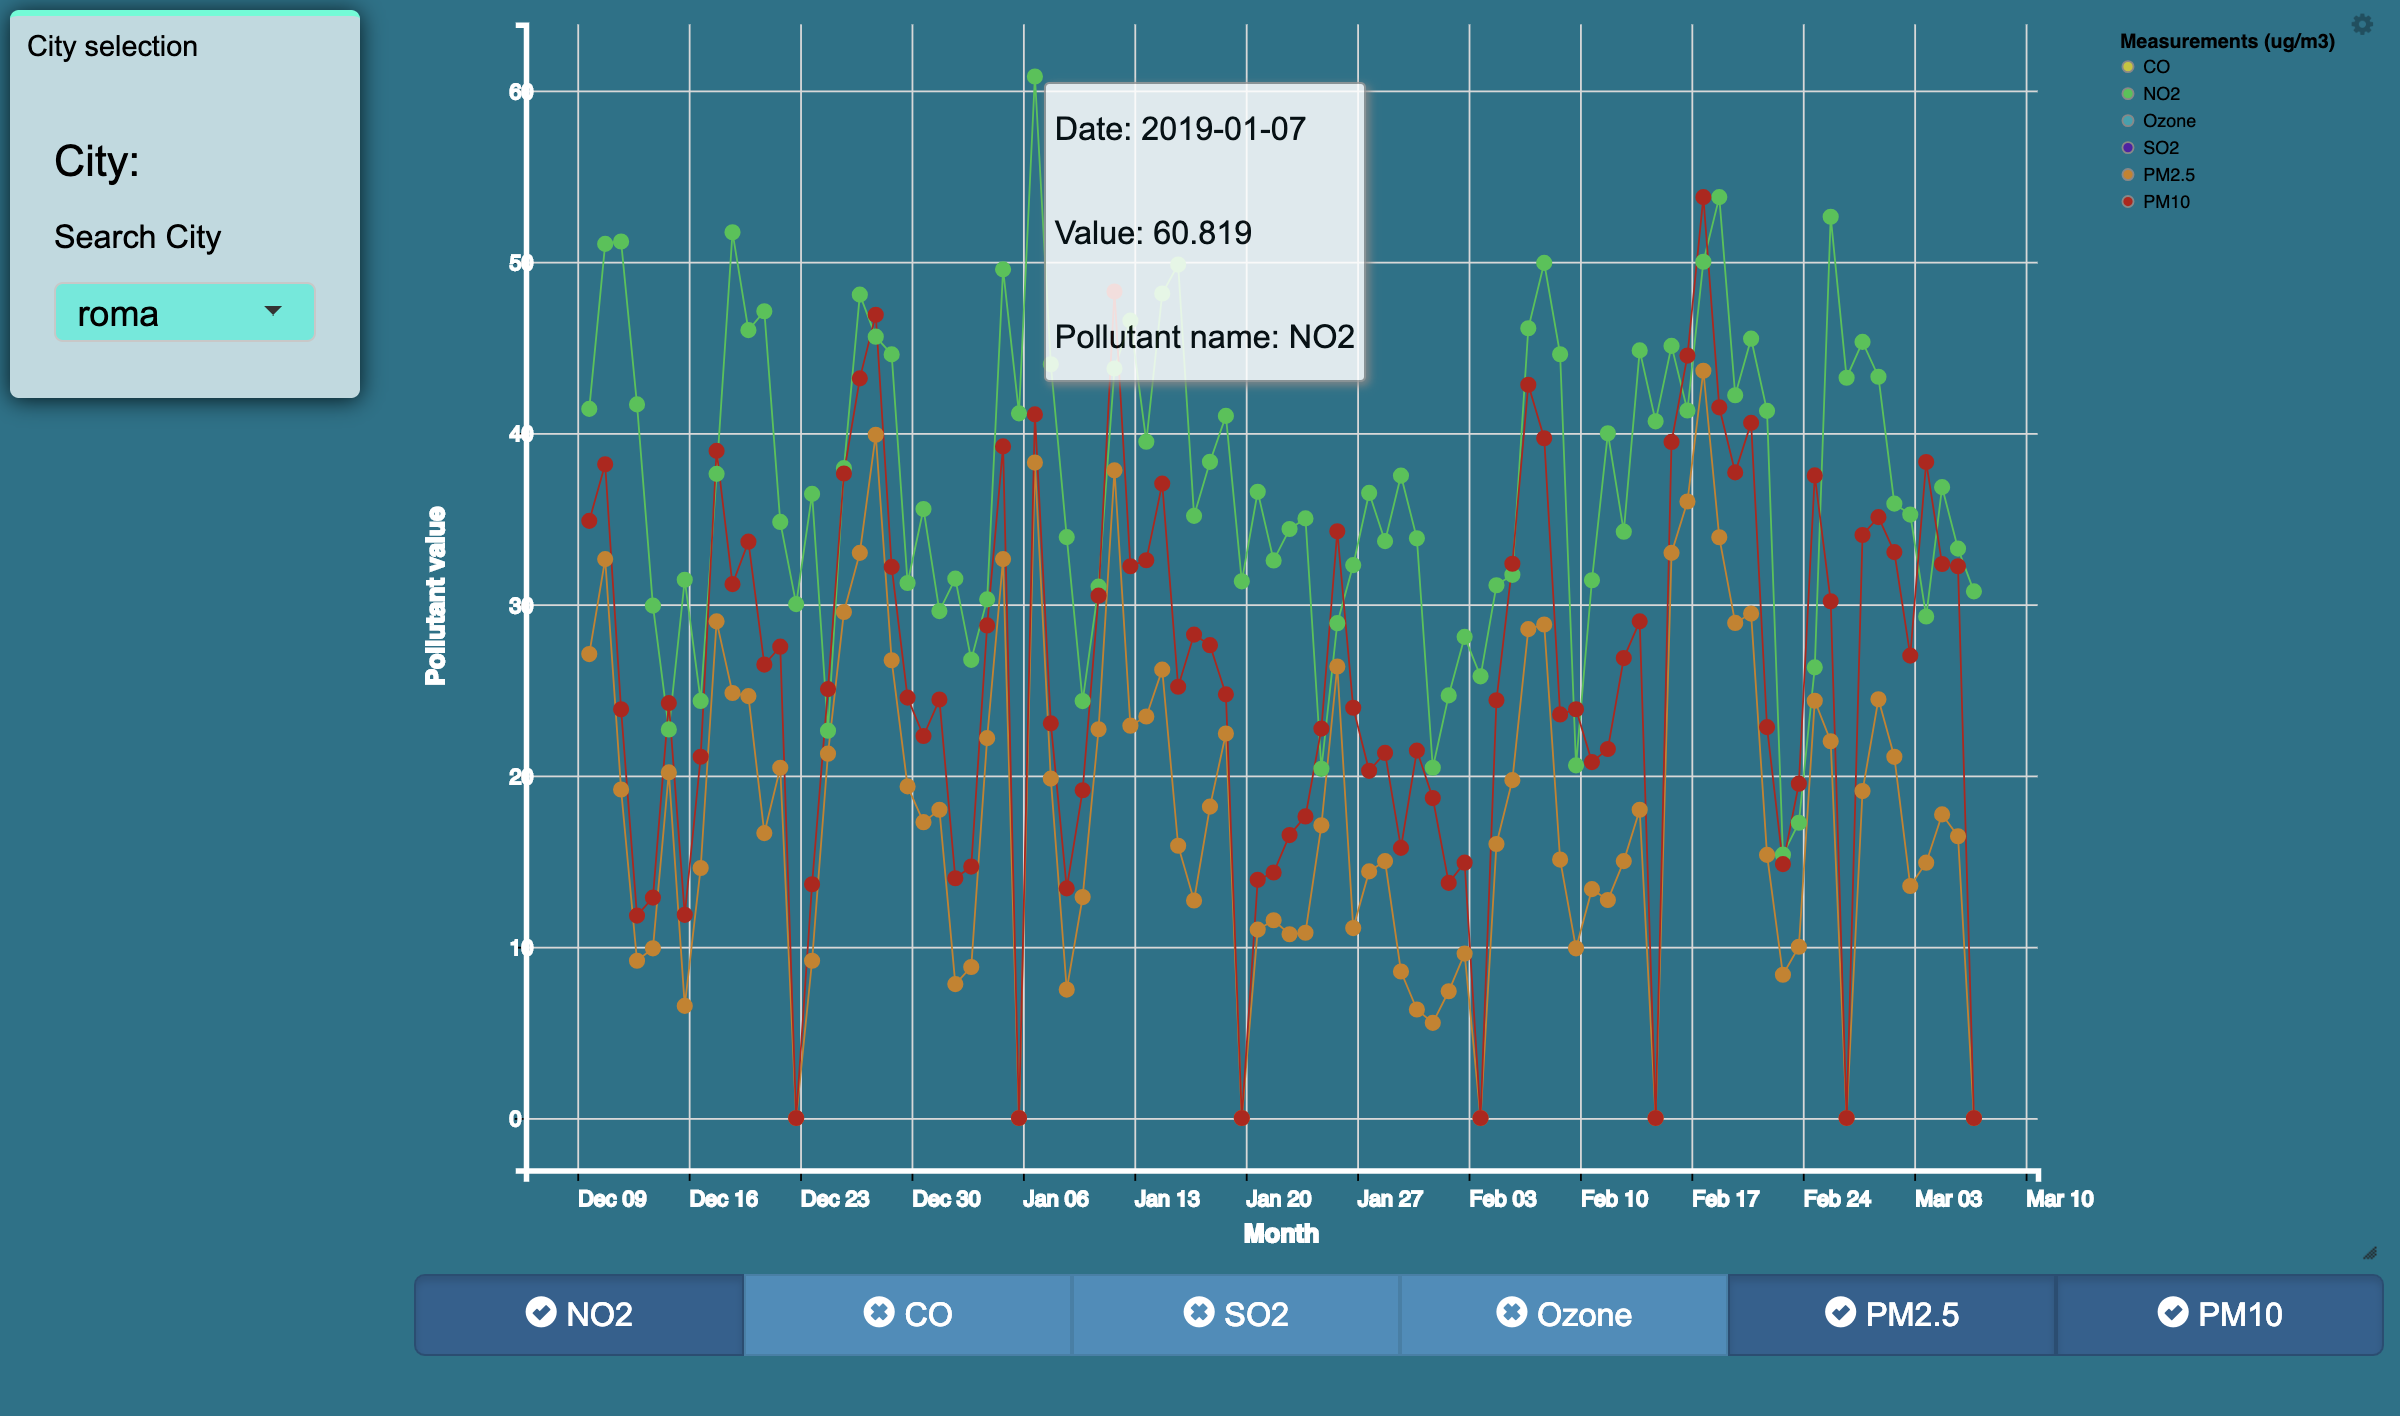 City selection
City:
Search City
roma
Measurements (ug/m3)
CO
NO2
Ozone
SO2
PM2.5
PM10
Date: 2019-01-07
Value: 60.819
Pollutant name: NO2
Pollutant value
60
50
40
30
20
10
0
Dec 09 Dec 16 Dec 23 Dec 30 Jan 06 Jan 13 Jan 20 Jan 27 Feb 03 Feb 10 Feb 17 Feb 24 Mar 03 Mar 10
Month
NO2 CO SO2 Ozone PM2.5 PM10